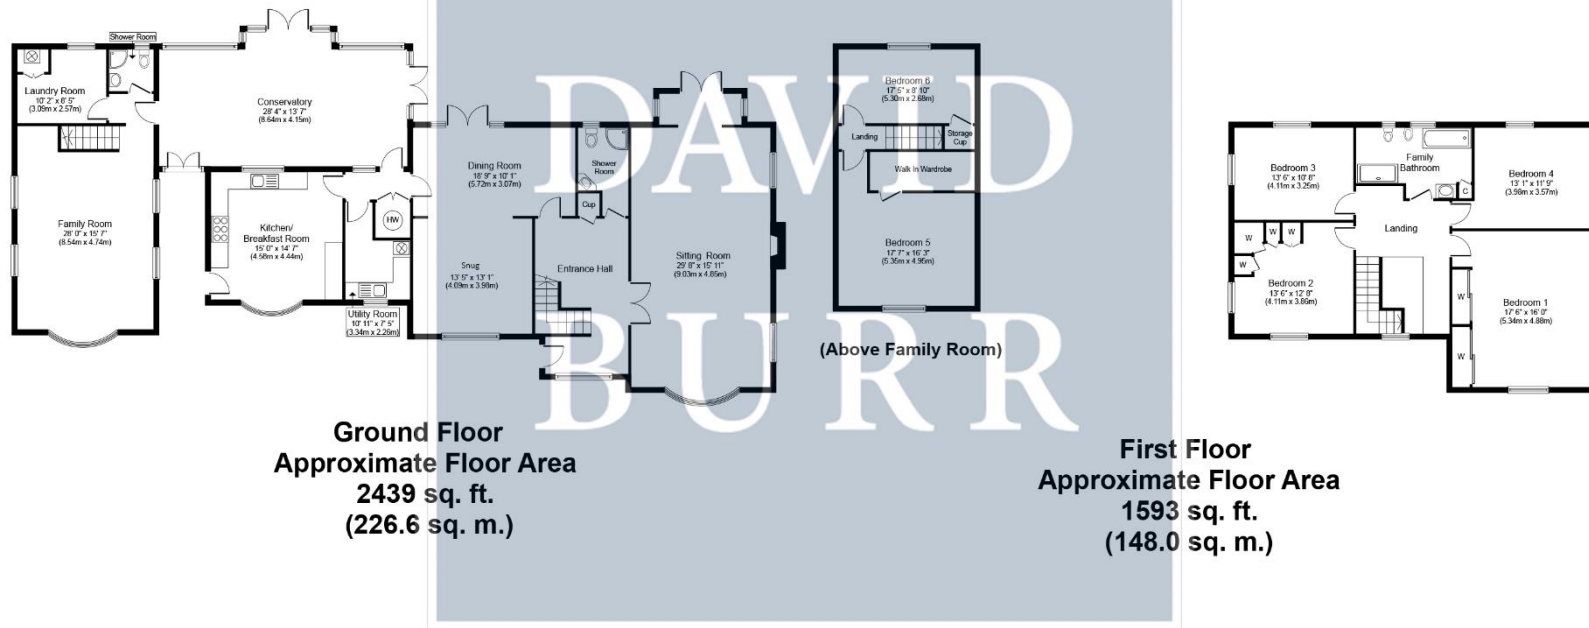 Shower Room
Laundry Room
10' 2" x 8' 5"
(3.09m x 2.57m)
Conservatory
28' 4" x 13' 7"
(8.64m x 4.15m)
Family Room
28' 0" x 15' 7"
(8.54m x 4.74m)
Kitchen/
Breakfast Room
15' 0" x 14' 7"
(4.58m x 4.44m)
HW
Utility Room
10' 11" x 7' 5"
(3.34m x 2.26m)
Dining Room
18' 9" x 10' 1"
(5.72m x 3.07m)
Shower
Room
Cup
Snug
13' 5" x 13' 1"
(4.09m x 3.98m)
Entrance Hall
Sitting Room
29' 8" x 15' 11"
(9.03m x 4.85m)
Bedroom 6
17' 5" x 8' 10"
(5.30m x 2.68m)
Landing
Storage
Cup
Walk In Wardrobe
Bedroom 5
17' 7" x 16' 3"
(5.35m x 4.95m)
(Above Family Room)
DAVID
BURR
Bedroom 3
13' 6" x 10' 8"
(4.11m x 3.25m)
Family
Bathroom
C
Bedroom 4
13' 1" x 11' 9"
(3.98m x 3.57m)
Landing
W
W
W
W
Bedroom 2
13' 6" x 12' 8"
(4.11m x 3.86m)
W
W
Bedroom 1
17' 6" x 16' 0"
(5.34m x 4.88m)
Ground Floor
Approximate Floor Area
2439 sq. ft.
(226.6 sq. m.)
First Floor
Approximate Floor Area
1593 sq. ft.
(148.0 sq. m.)